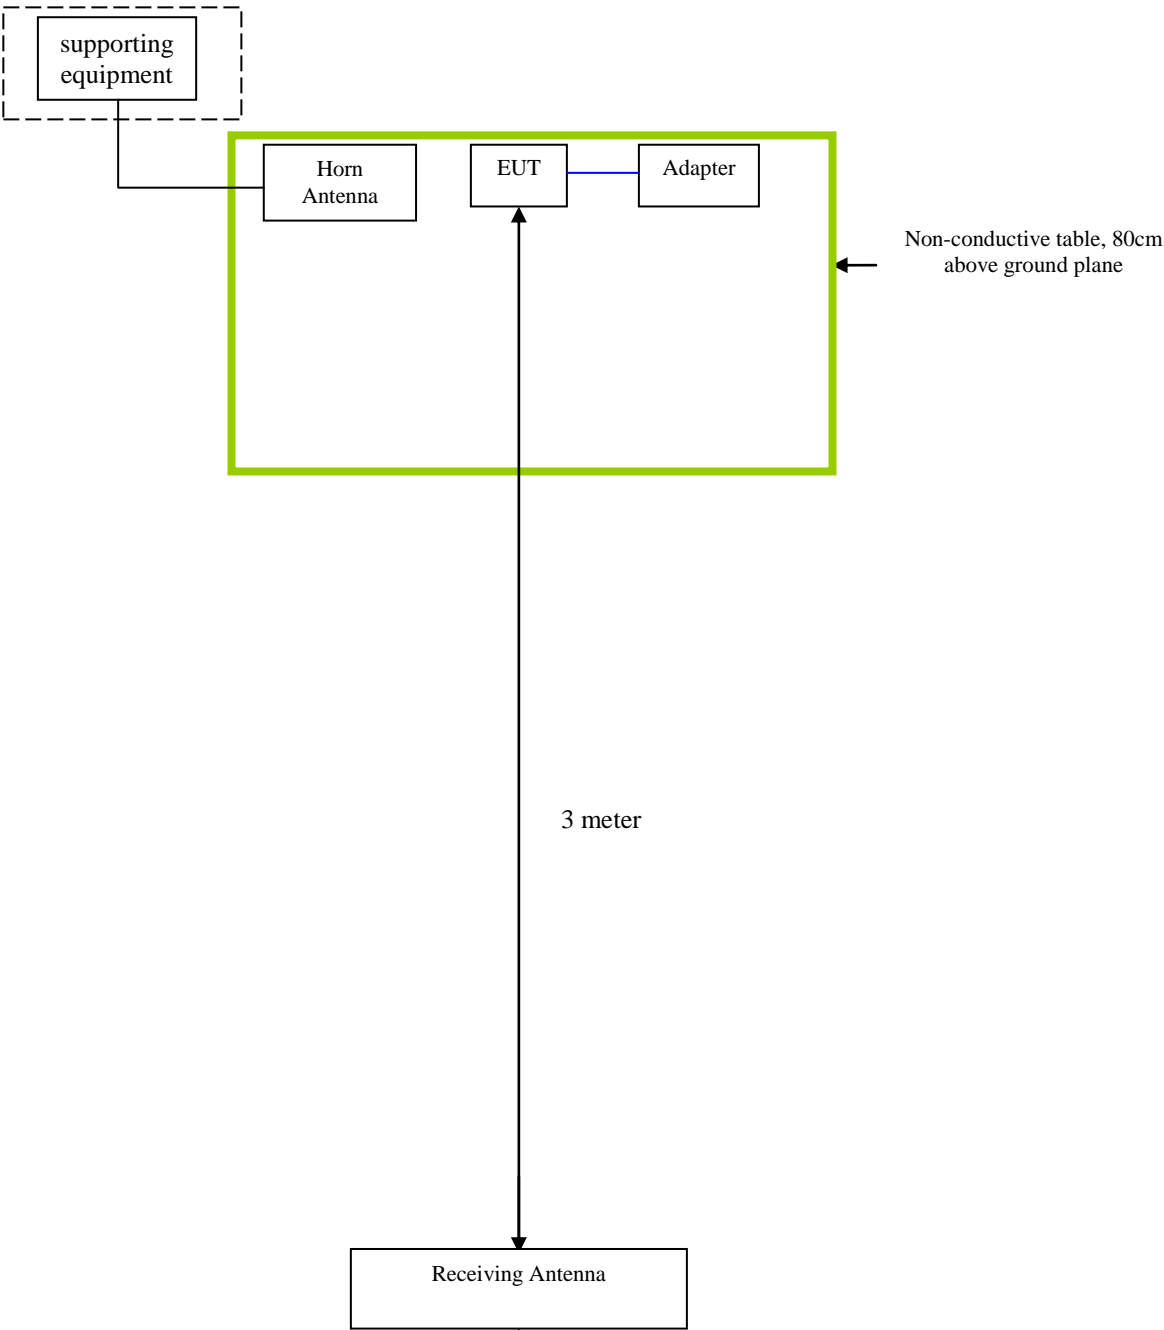 supporting
equipment
Horn
Antenna
EUT
Adapter
Non-conductive table, 80cm
above ground plane
3 meter
Receiving Antenna